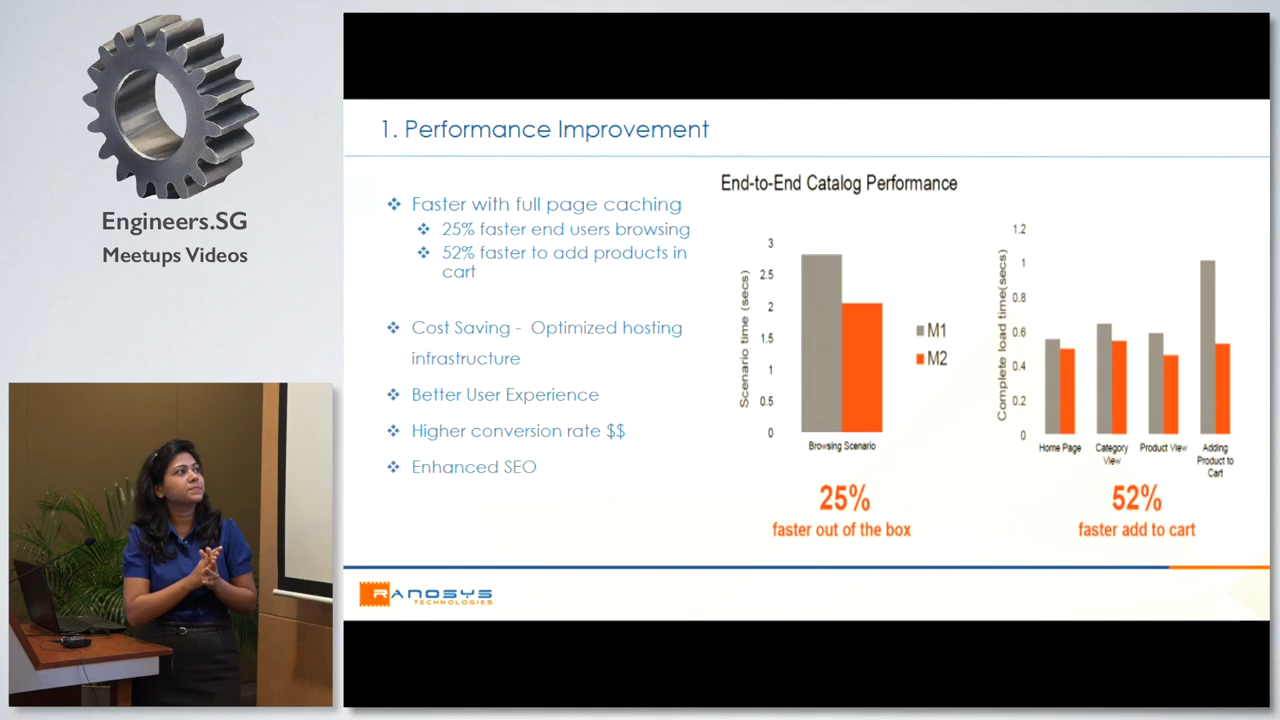 Engineers.SG
Meetups Videos
1. Performance Improvement
❖ Faster with full page caching
❖ 25% faster end users browsing
❖ 52% faster to add products in
cart
❖ Cost Saving - Optimized hosting
infrastructure
❖ Better User Experience
❖ Higher conversion rate $$
❖ Enhanced SEO
End-to-End Catalog Performance
Scenario time (secs)
3
2.5
2
1.5
1
0.5
0
Browsing Scenario
M1
M2
25%
faster out of the box
Complete load time(secs)
1.2
1
0.8
0.6
0.4
0.2
0
Home Page
Category
View
Product View
Adding
Product to
Cart
52%
faster add to cart
RANOSYS
TECHNOLOGIES